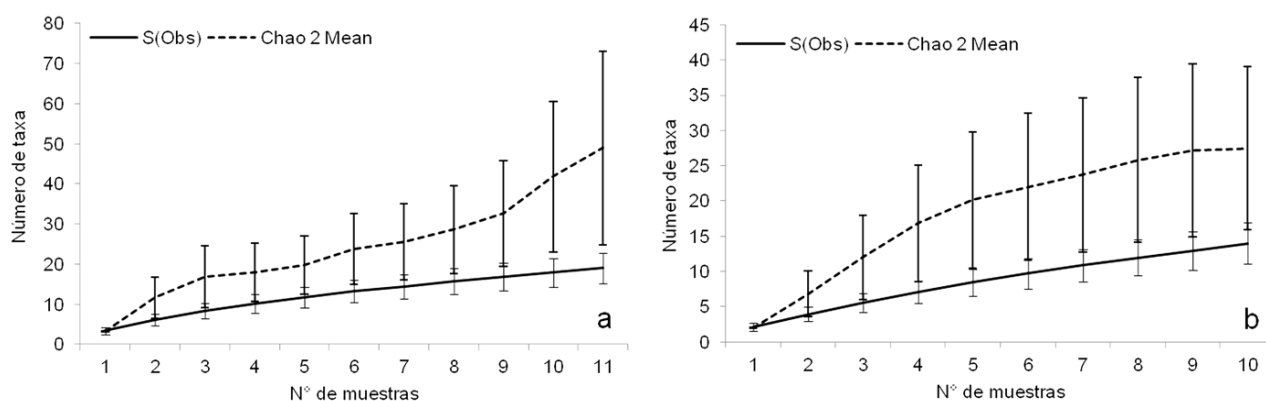 80
70
60
50
40
30
20
10
0
Número de taxa
S(Obs) Chao 2 Mean
a
1 2 3 4 5 6 7 8 9 10 11
N° de muestras
45
40
35
30
25
20
15
10
5
0
Número de taxa
S(Obs) Chao 2 Mean
b
1 2 3 4 5 6 7 8 9 10
N° de muestras